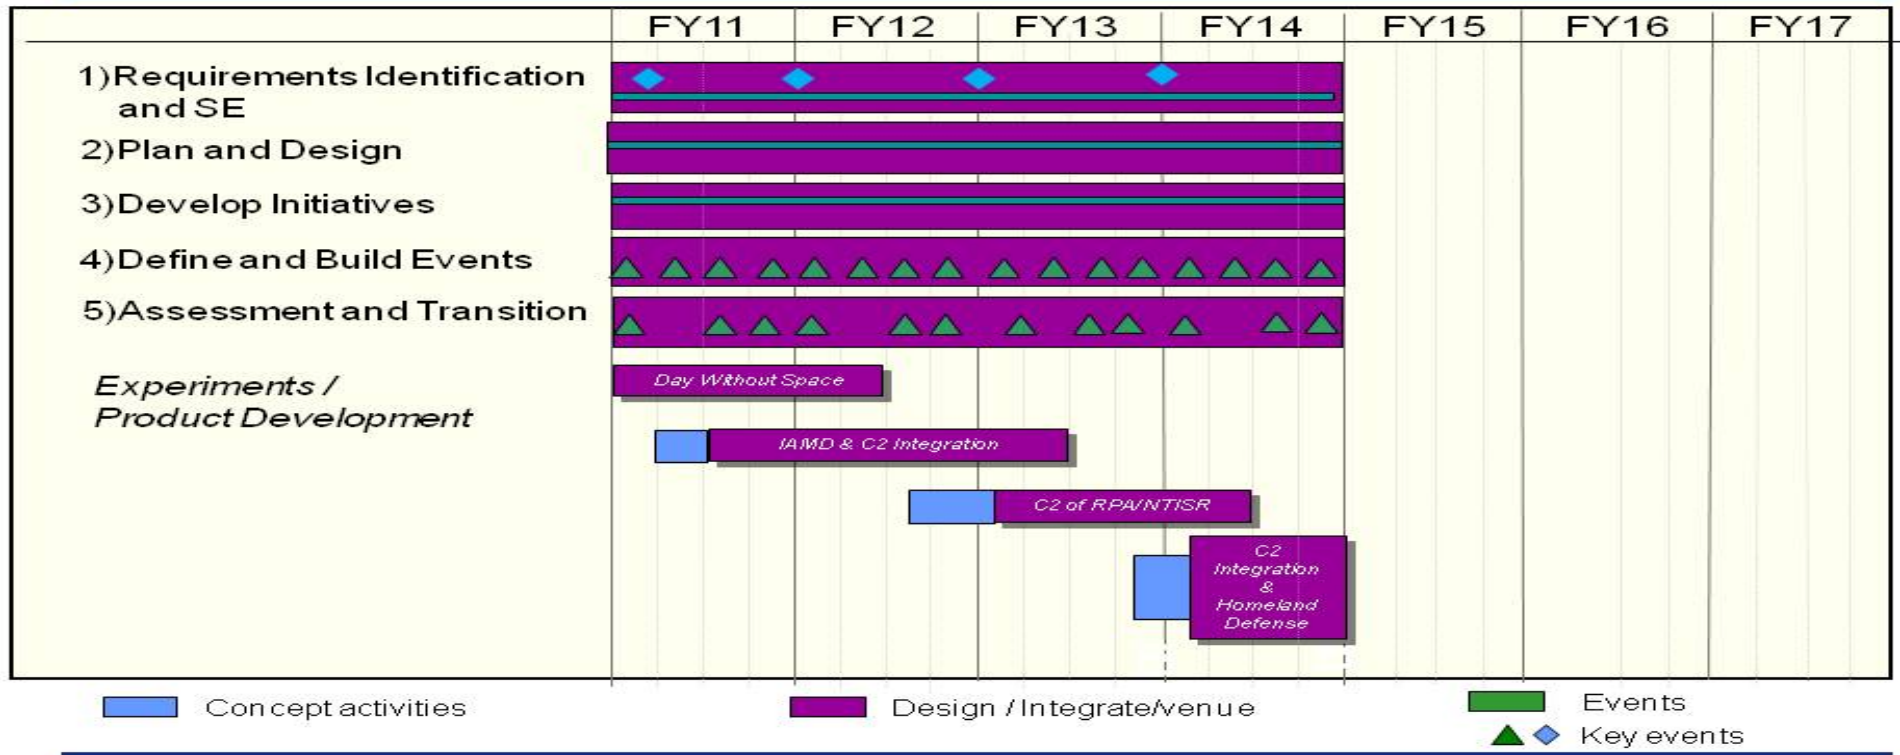 FY11 FY12 FY13 FY14 FY15 FY16 FY17
1)Requirements Identification
and SE
2)Plan and Design
3)Develop Initiatives
4)Define and Build Events
5)Assessment and Transition
Experiments /
Product Development
Day Without Space
IAMD & C2 Integration
C2 of RPA/NTISR
C2
Integration
&
Homeland
Defense
Concept activities
Design / Integrate/venue
Events
Key events